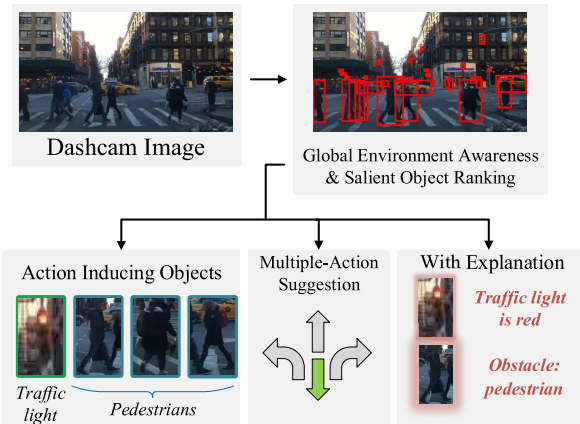 Dashcam Image
Global Environment Awareness
& Salient Object Ranking
Action Inducing Objects
Traffic
light
Pedestrians
Multiple-Action
Suggestion
With Explanation
Traffic light
is red
Obstacle:
pedestrian